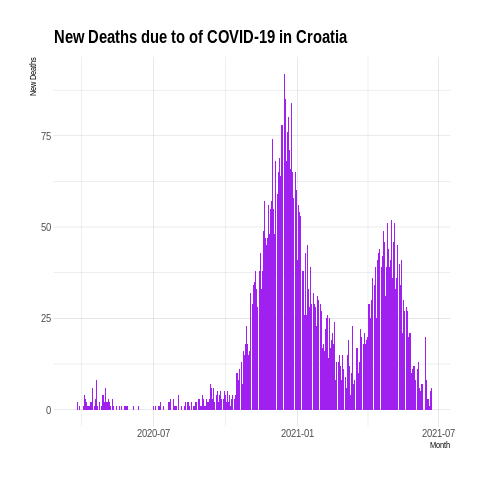 New Deaths due to of COVID-19 in Croatia
New Deaths
75
50
25
0
2020-07
2021-01
2021-07
Month